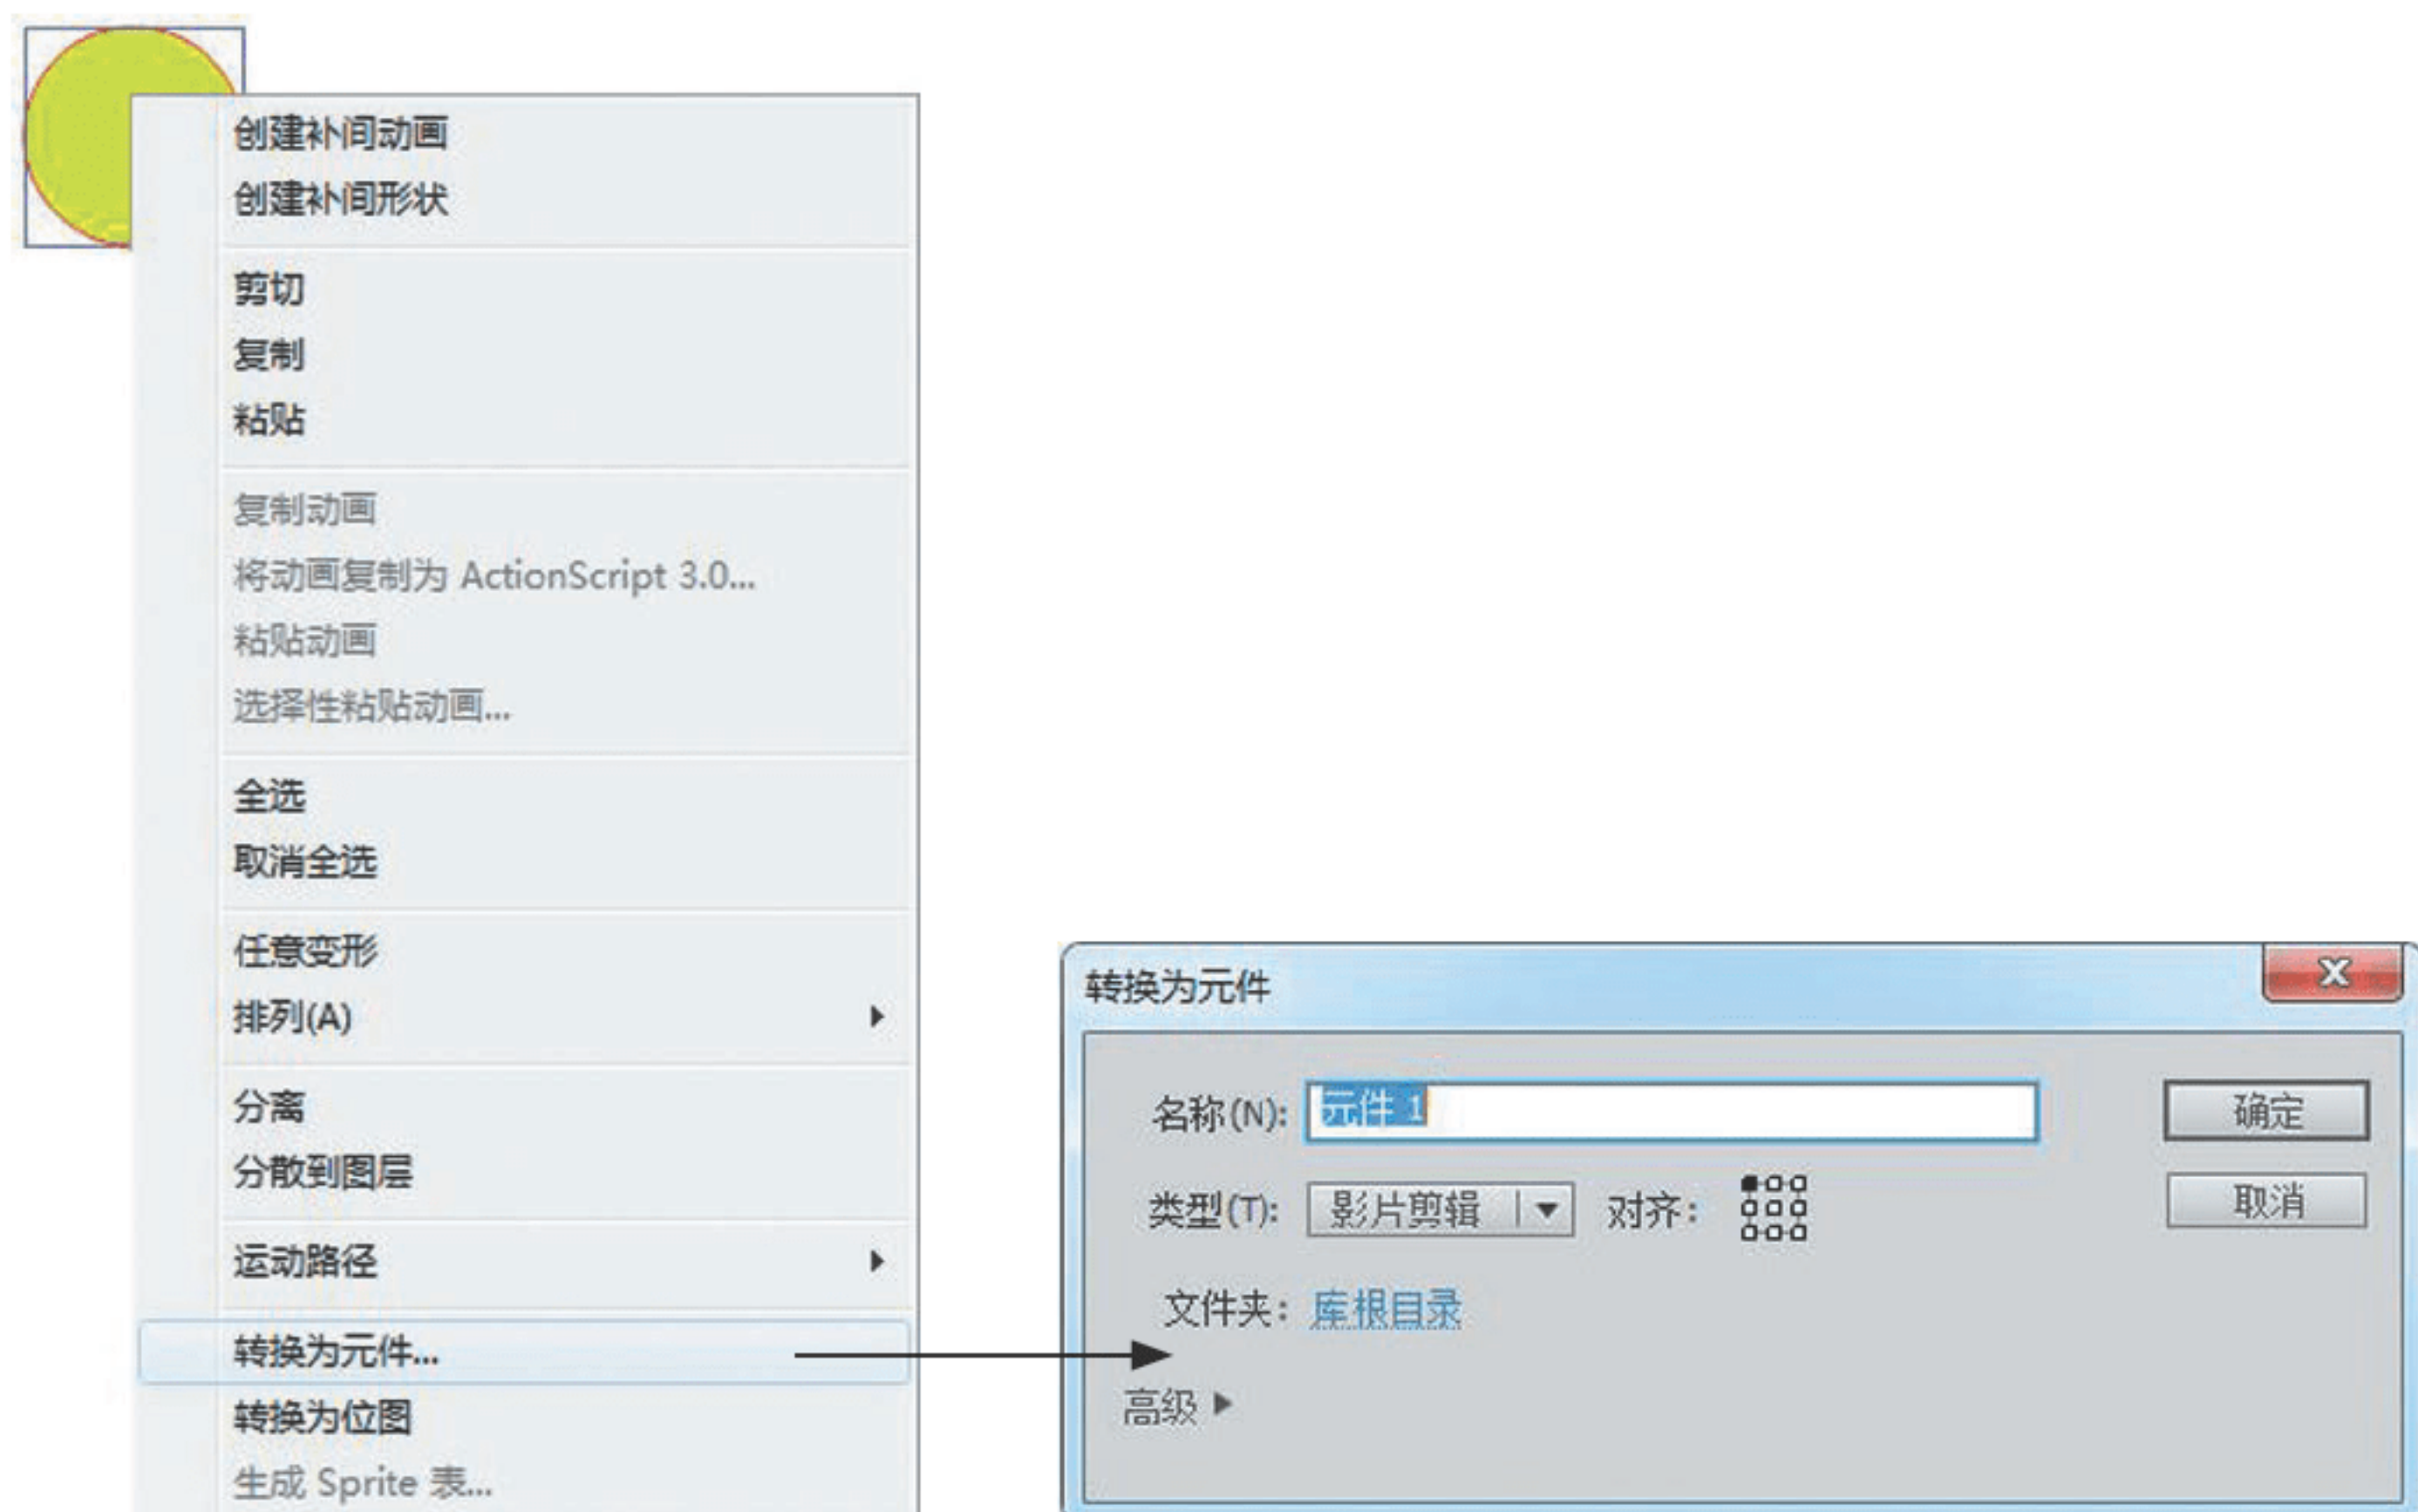 创建补间动画
创建补间形状
剪切
复制
粘贴
复制动画
将动画复制为 ActionScript 3.0...
粘贴动画
选择性粘贴动画...
全选
取消全选
任意变形
排列(A)
分离
分散到图层
运动路径
转换为元件...
转换为位图
生成 Sprite 表...
转换为元件
名称(N): 元件 1 确定
类型(T): 影片剪辑 对齐: 取消
文件夹: 库根目录
高级